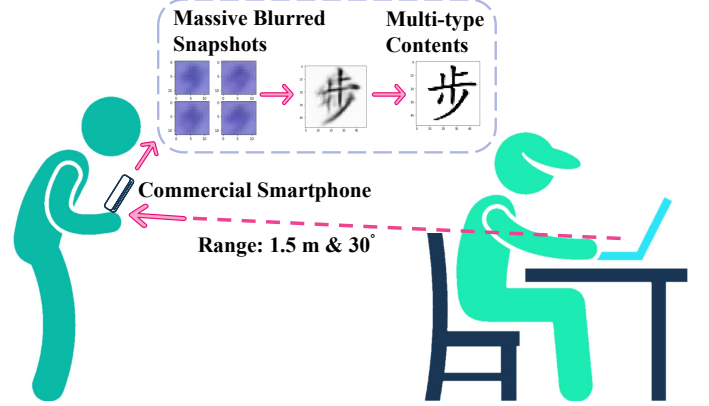 Massive Blurred
Snapshots
Multi-type
Contents
步
步
Commercial Smartphone
Range: 1.5 m & 30°